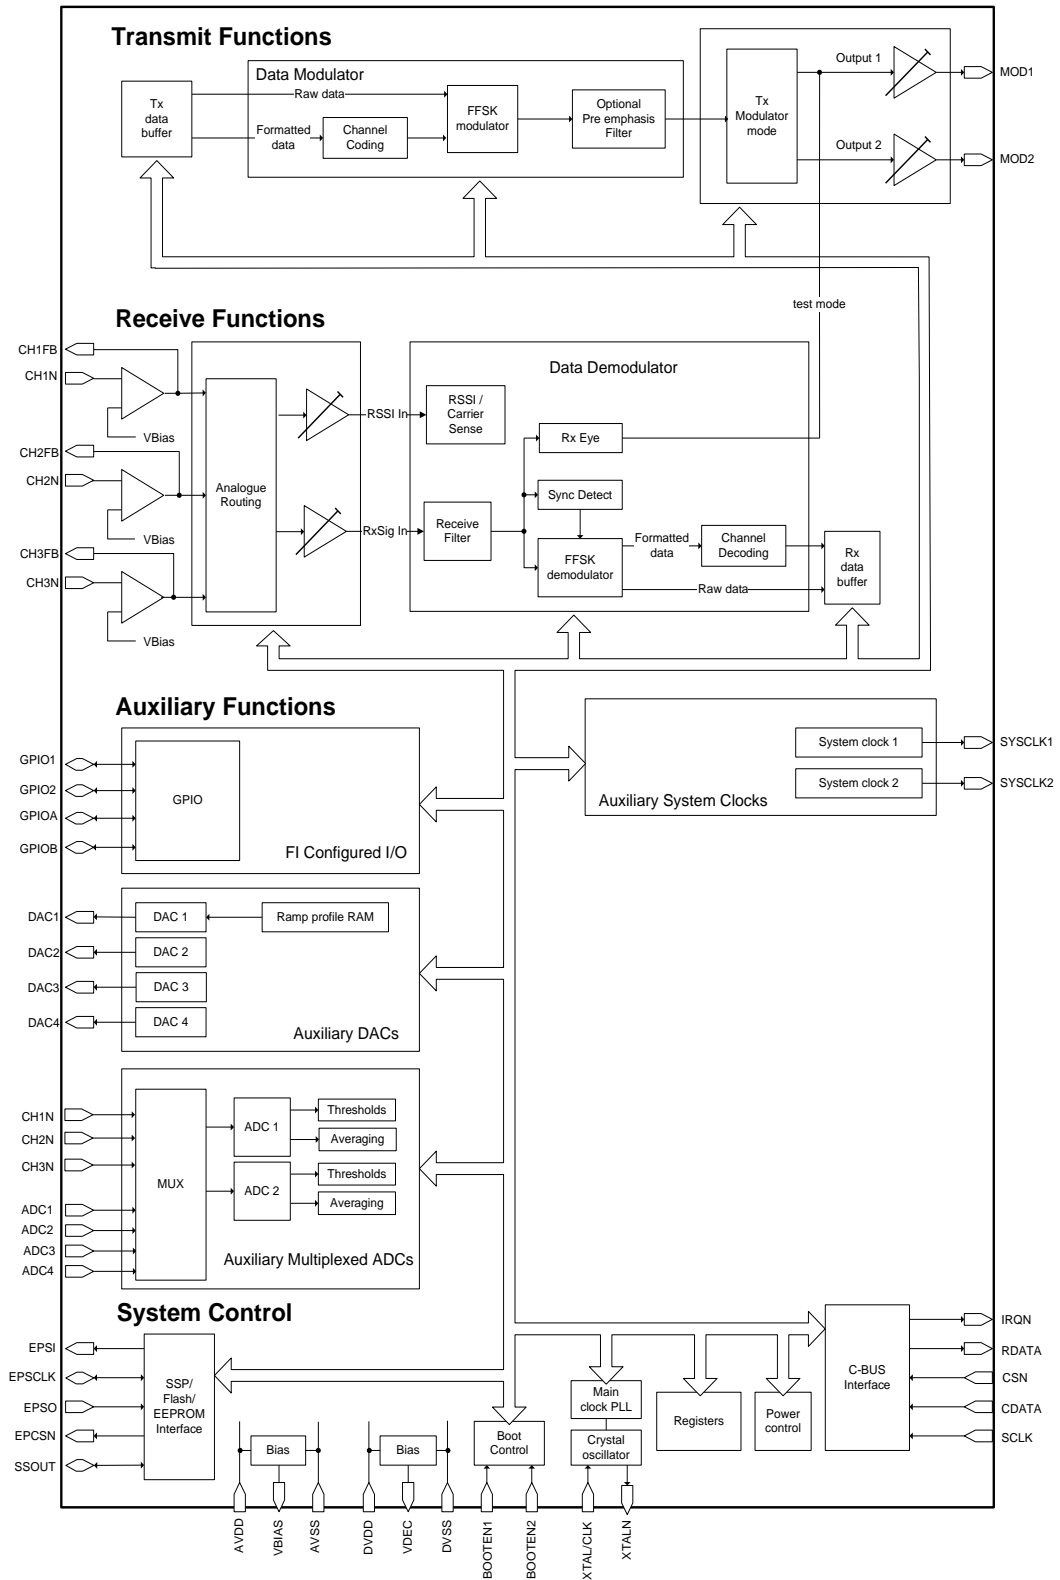 Transmit Functions
Data Modulator
Tx
data
buffer
Raw data
Formatted
data
Channel
Coding
FFSK
modulator
Optional
Pre emphasis
Filter
Tx
Modulator
mode
Output 1
Output 2
MOD1
MOD2
test mode
Receive Functions
CH1FB
CH1N
VBias
CH2FB
CH2N
VBias
CH3FB
CH3N
VBias
Analogue
Routing
RSSI In
RxSig In
Data Demodulator
RSSI /
Carrier
Sense
Receive
Filter
Rx Eye
Sync Detect
FFSK
demodulator
Formatted
data
Raw data
Channel
Decoding
Rx
data
buffer
Auxiliary Functions
GPIO1
GPIO2
GPIOA
GPIOB
GPIO
FI Configured I/O
System clock 1
System clock 2
Auxiliary System Clocks
SYSCLK1
SYSCLK2
DAC1
DAC2
DAC3
DAC4
DAC 1
DAC 2
DAC 3
DAC 4
Ramp profile RAM
Auxiliary DACs
CH1N
CH2N
CH3N
ADC1
ADC2
ADC3
ADC4
MUX
ADC 1
ADC 2
Thresholds
Averaging
Thresholds
Averaging
Auxiliary Multiplexed ADCs
System Control
EPSI
EPSCLK
EPSO
EPCSN
SSOUT
SSP/
Flash/
EEPROM
Interface
Bias
Bias
Boot
Control
Main
clock PLL
Crystal
oscillator
Registers
Power
control
C-BUS
Interface
IRQN
RDATA
CSN
CDATA
SCLK
AVDD
VBIAS
AVSS
DVDD
VDEC
DVSS
BOOTEN1
BOOTEN2
XTAL/CLK
XTALN